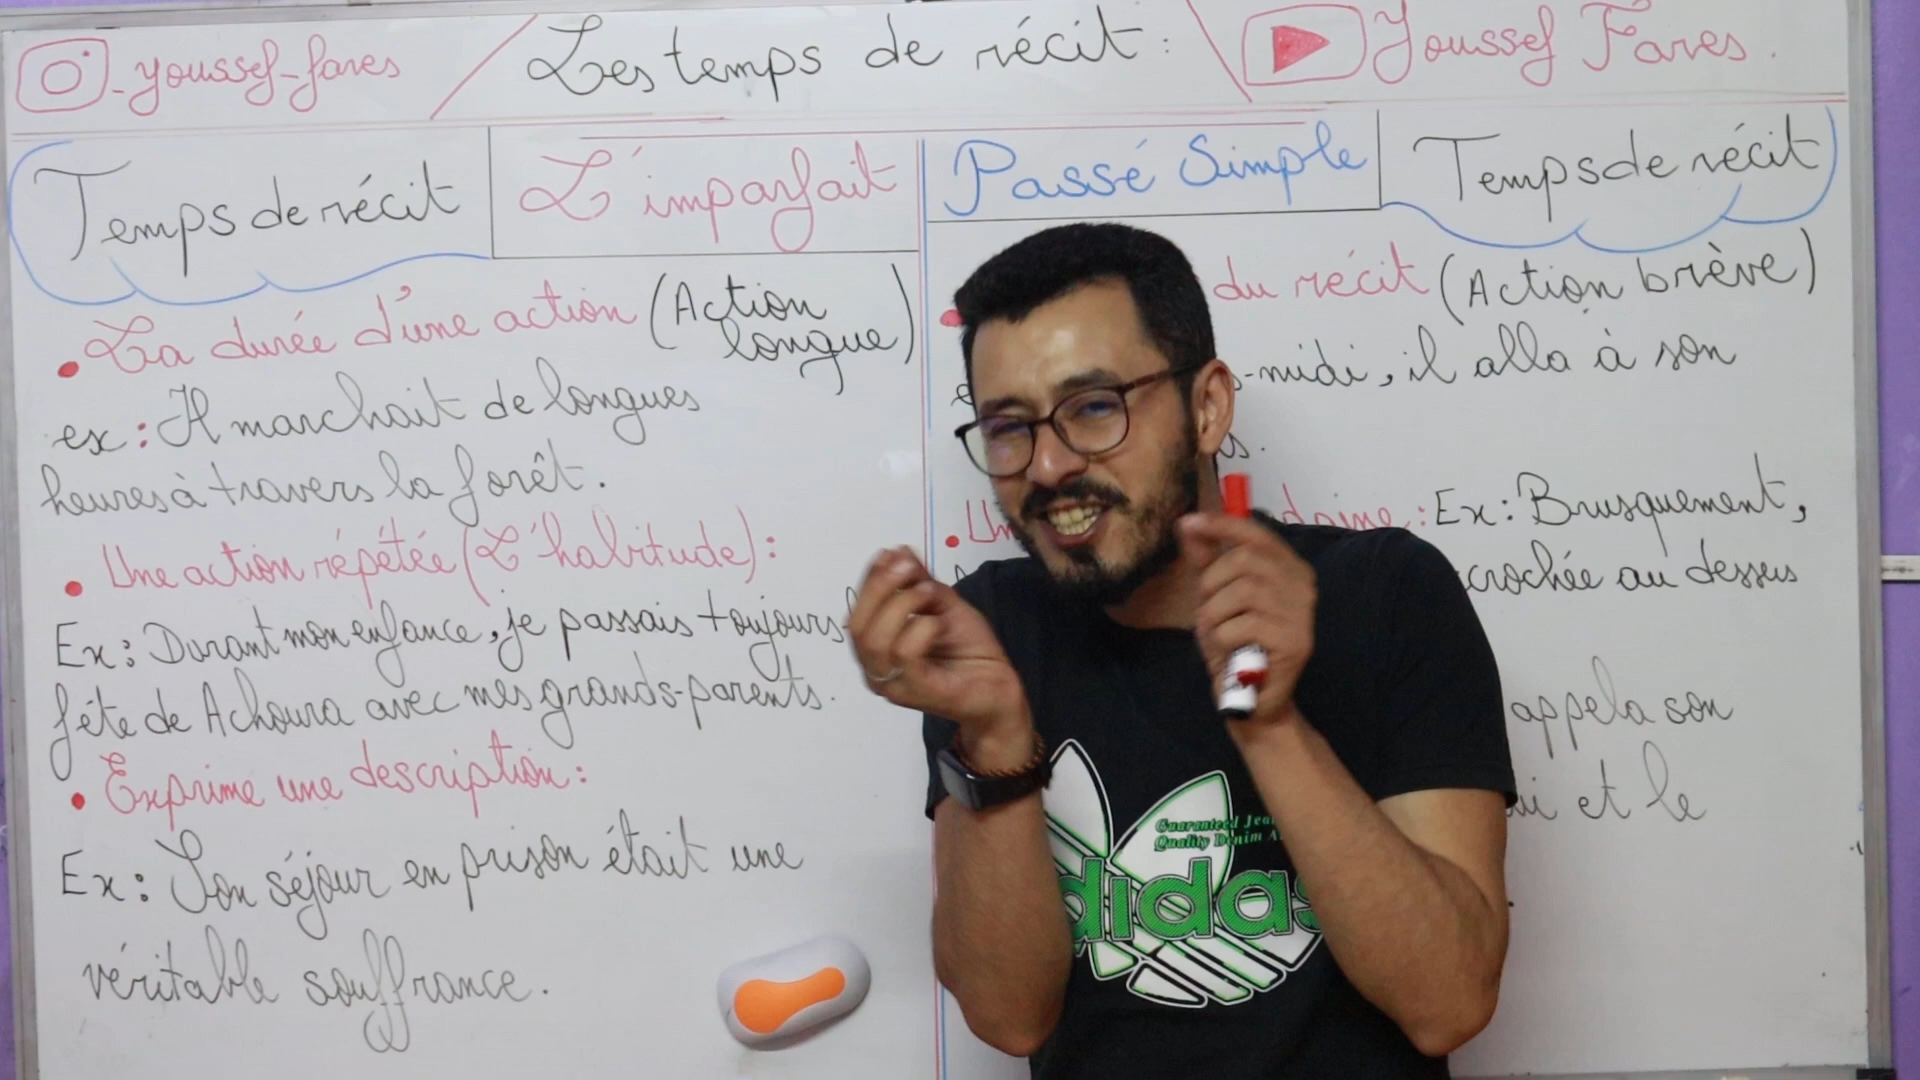 _youssef_fares
Les temps de récit :
Youssef Fares.
Temps de récit
L'imparfait
Passé Simple
Temps de récit
• La durée d'une action (Action
longue)
ex: Il marchait de longues
heures à travers la forêt.
• Une action répétée (L'habitude):
Ex: Durant mon enfance, je passais toujours
fête de Achoura avec mes grands-parents.
• Exprime une description:
Ex: Son séjour en prison était une
véritable souffrance.
du récit (Action brève)
-midi, il alla à son
• Un daine: Ex: Brusquement,
crochée au dessus
appela son
et le
Guaranteed Jea
Quality Denim A
adidas